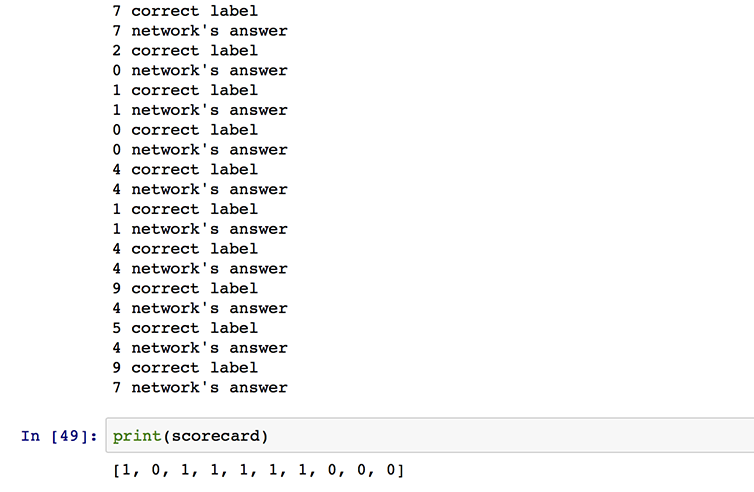 7 correct label
7 network's answer
2 correct label
0 network's answer
1 correct label
1 network's answer
0 correct label
0 network's answer
4 correct label
4 network's answer
1 correct label
1 network's answer
4 correct label
4 network's answer
9 correct label
4 network's answer
5 correct label
4 network's answer
9 correct label
7 network's answer
In [49]: print(scorecard)
[1, 0, 1, 1, 1, 1, 1, 0, 0, 0]